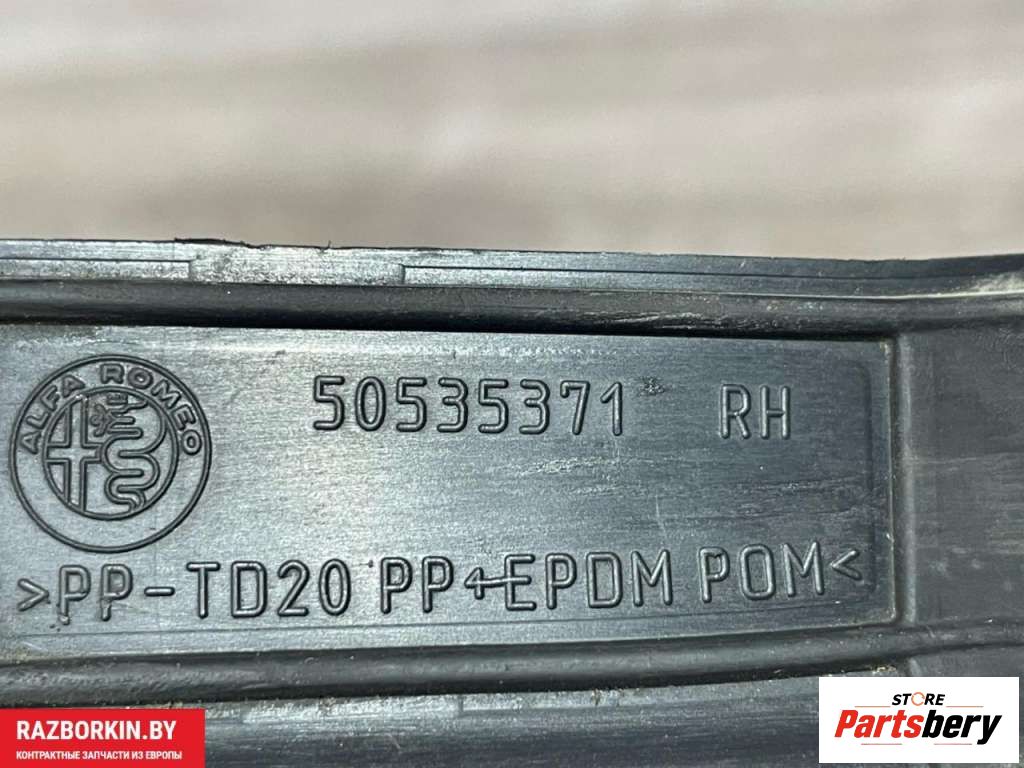 ALFA ROMEO
50535371 RH
>PP-TD20 PP+EPDM POM<
RAZBORKIN.BY
КОНТРАКТНЫЕ ЗАПЧАСТИ ИЗ ЕВРОПЫ
STORE
Partsbery